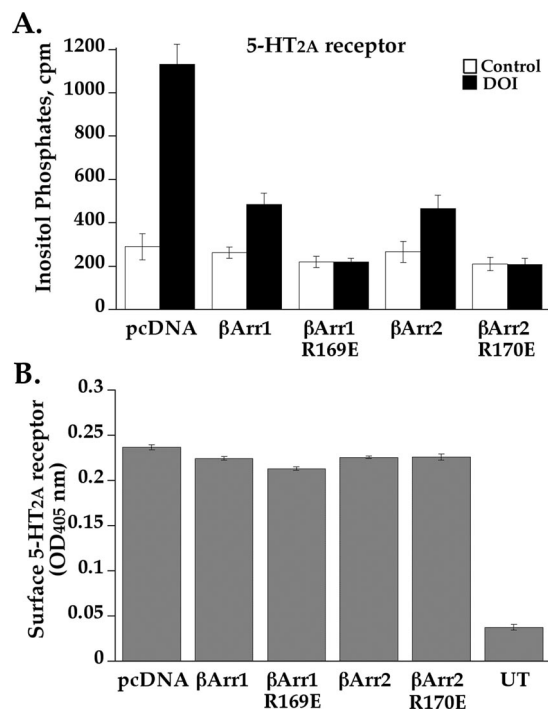 A.
5-HT2A receptor
Control
DOI
Inositol Phosphates, cpm
1200
1000
800
600
400
200
0
pcDNA βArr1 βArr1 βArr2 βArr2
R169E R170E
B.
Surface 5-HT2A receptor
(OD405 nm)
0.3
0.25
0.2
0.15
0.1
0.05
0
pcDNA βArr1 βArr1 βArr2 βArr2 UT
R169E R170E